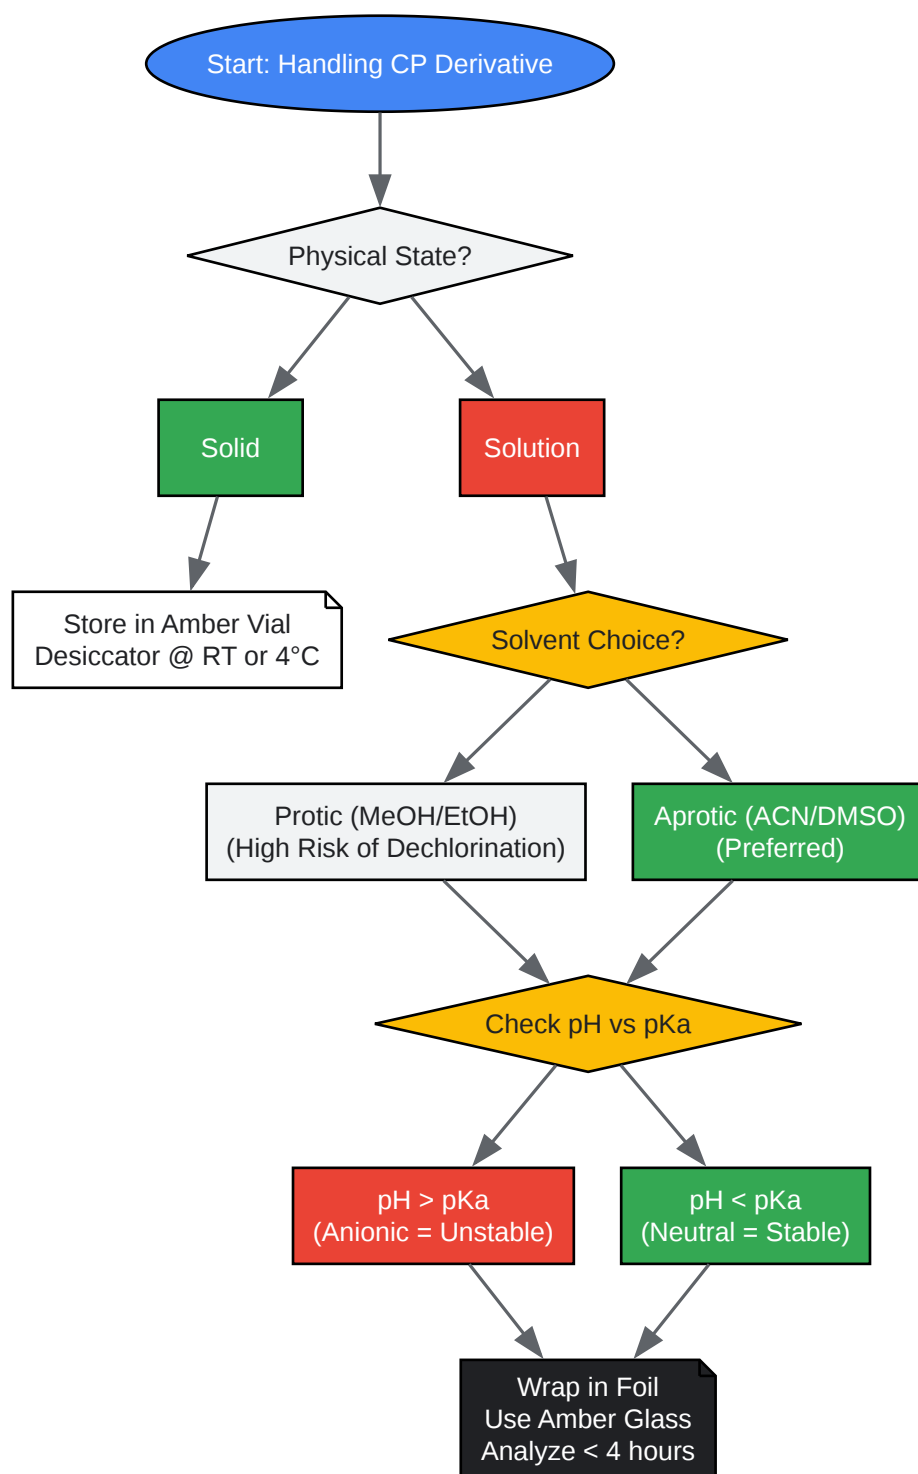 Start: Handling CP Derivative
Physical State?
Solid
Solution
Store in Amber Vial
Desiccator @ RT or 4°C
Solvent Choice?
Protic (MeOH/EtOH)
(High Risk of Dechlorination)
Aprotic (ACN/DMSO)
(Preferred)
Check pH vs pKa
pH > pKa
(Anionic = Unstable)
pH < pKa
(Neutral = Stable)
Wrap in Foil
Use Amber Glass
Analyze < 4 hours